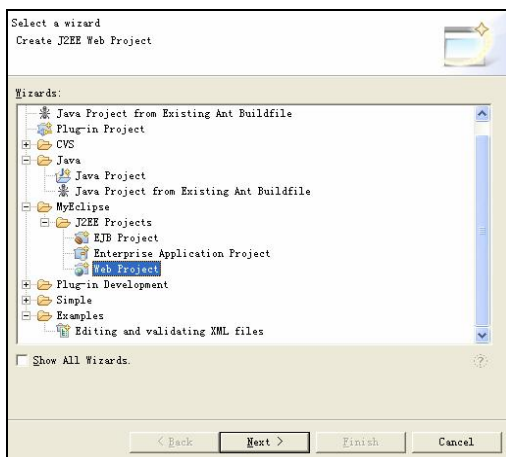 Select a wizard
Create J2EE Web Project
Wizards:
Java Project from Existing Ant Buildfile
Plug-in Project
CVS
Java
Java Project
Java Project from Existing Ant Buildfile
MyEclipse
J2EE Projects
EJB Project
Enterprise Application Project
Web Project
Plug-in Development
Simple
Examples
Editing and validating XML files
Show All Wizards.
< Back
Next >
Finish
Cancel